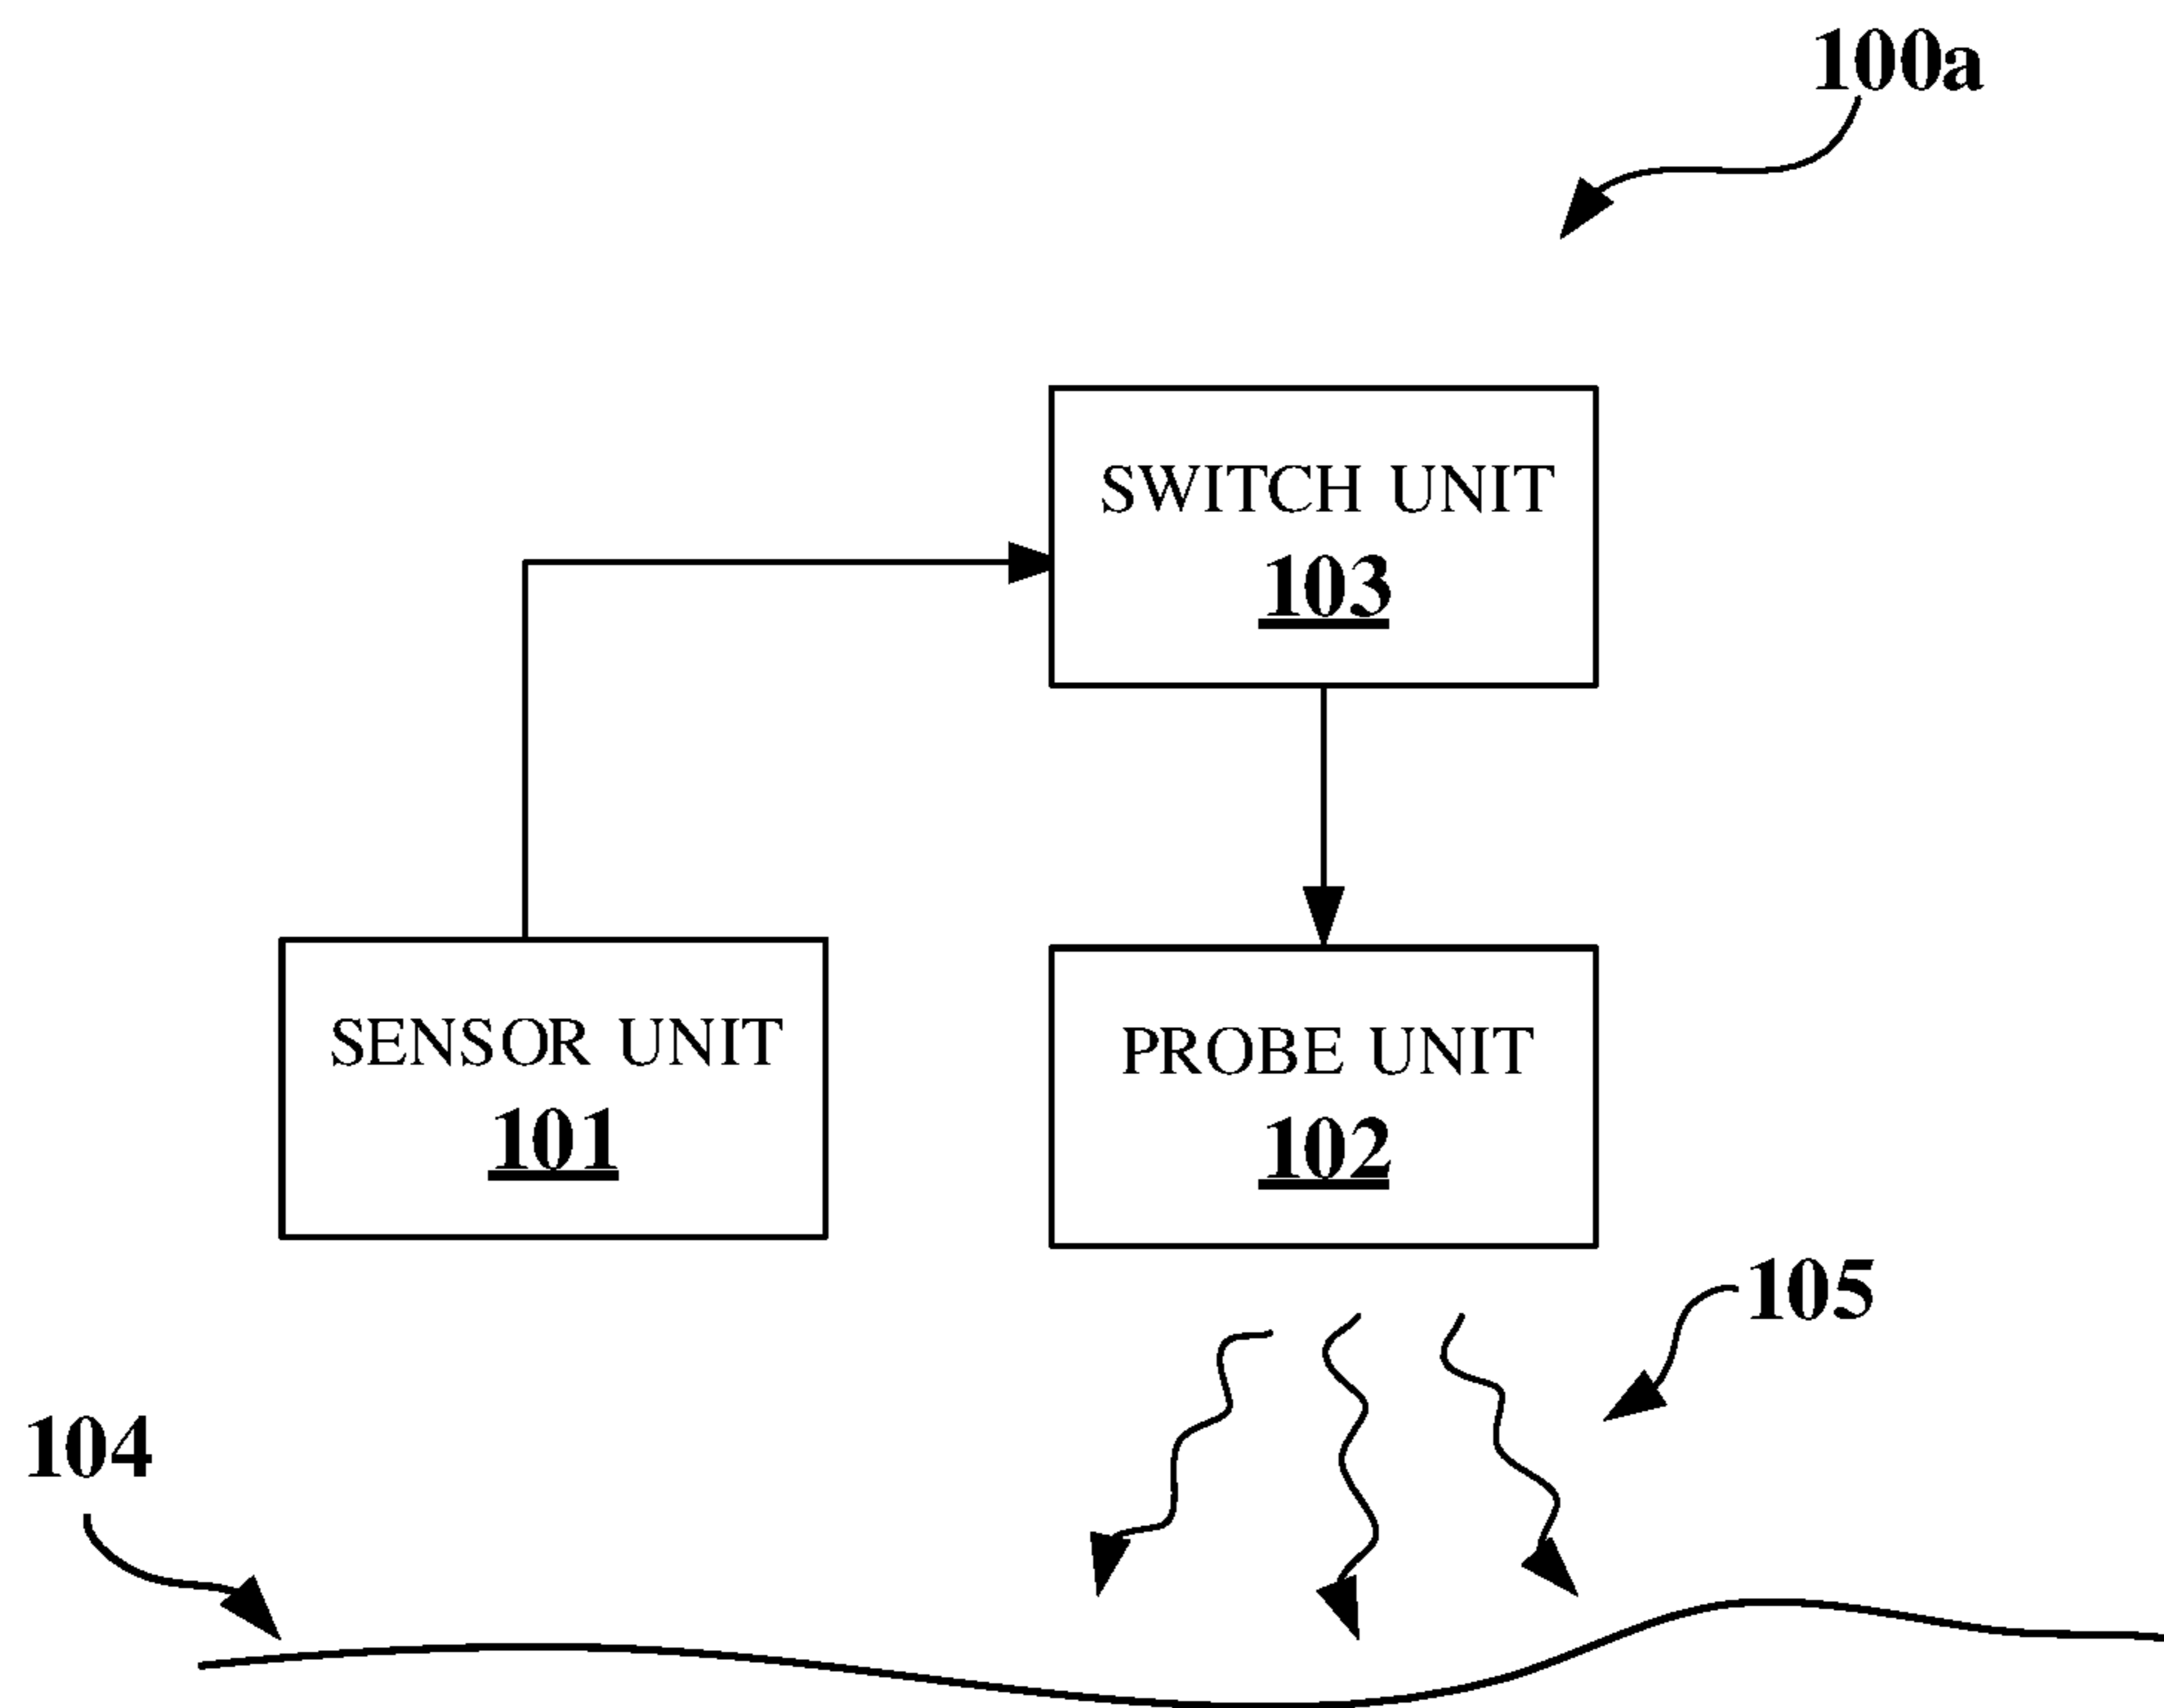 100a
SWITCH UNIT
103
SENSOR UNIT
101
PROBE UNIT
102
105
104